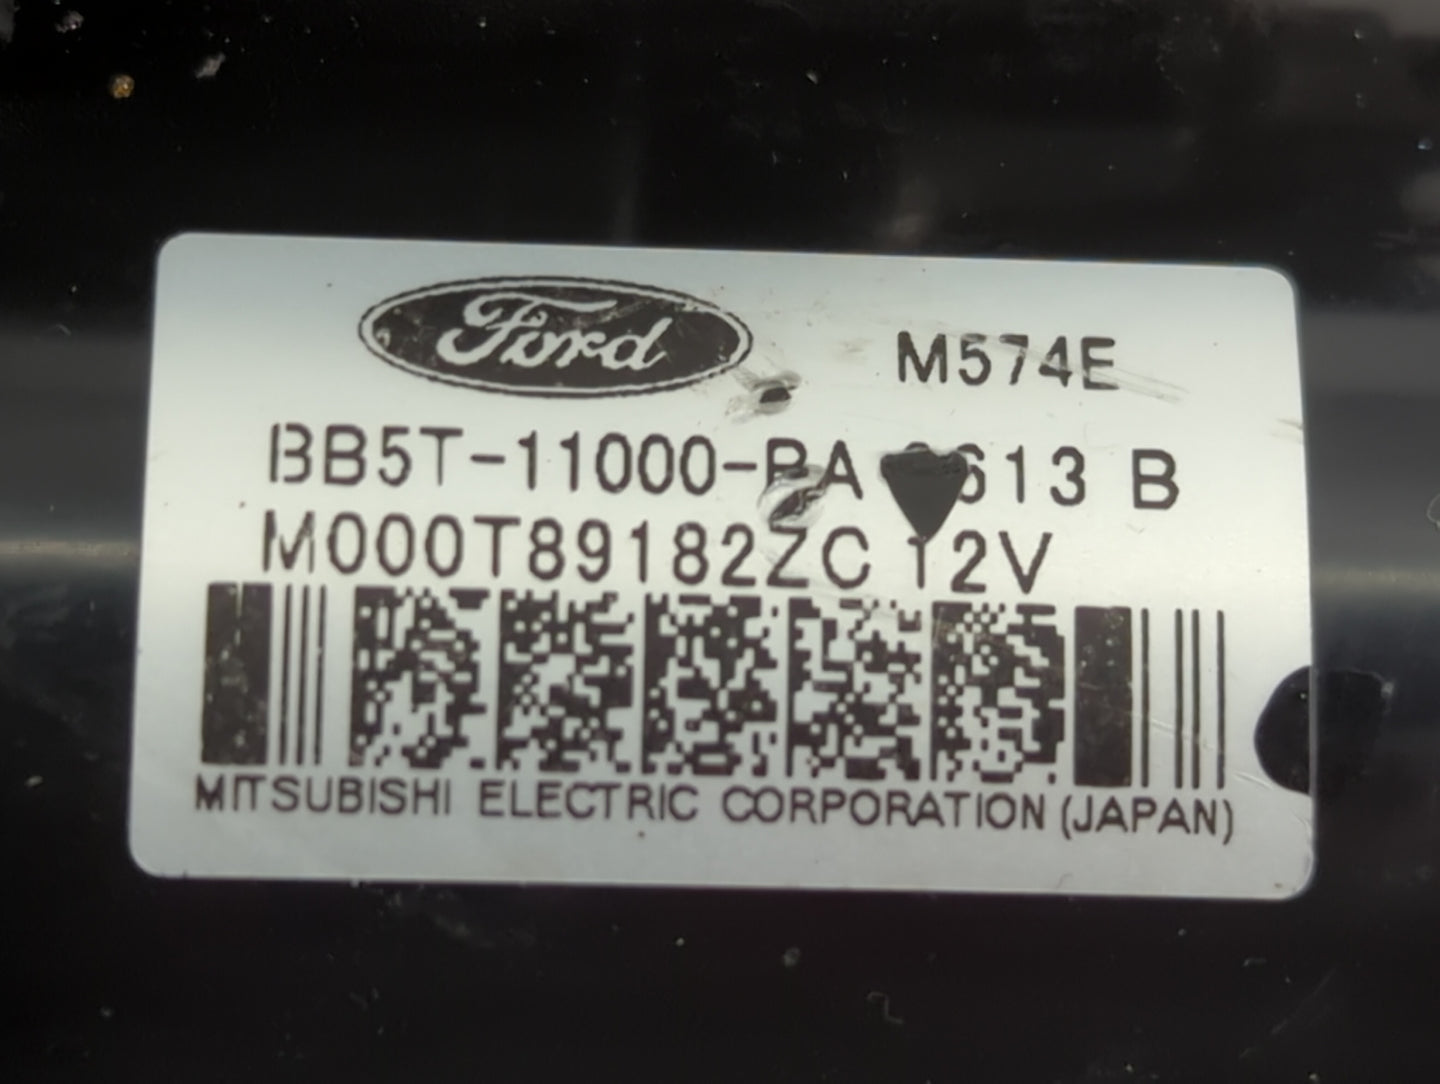 Ford
M574E
BB5T-11000-BA 613 B
M000T89182ZC 12V
MITSUBISHI ELECTRIC CORPORATION (JAPAN)